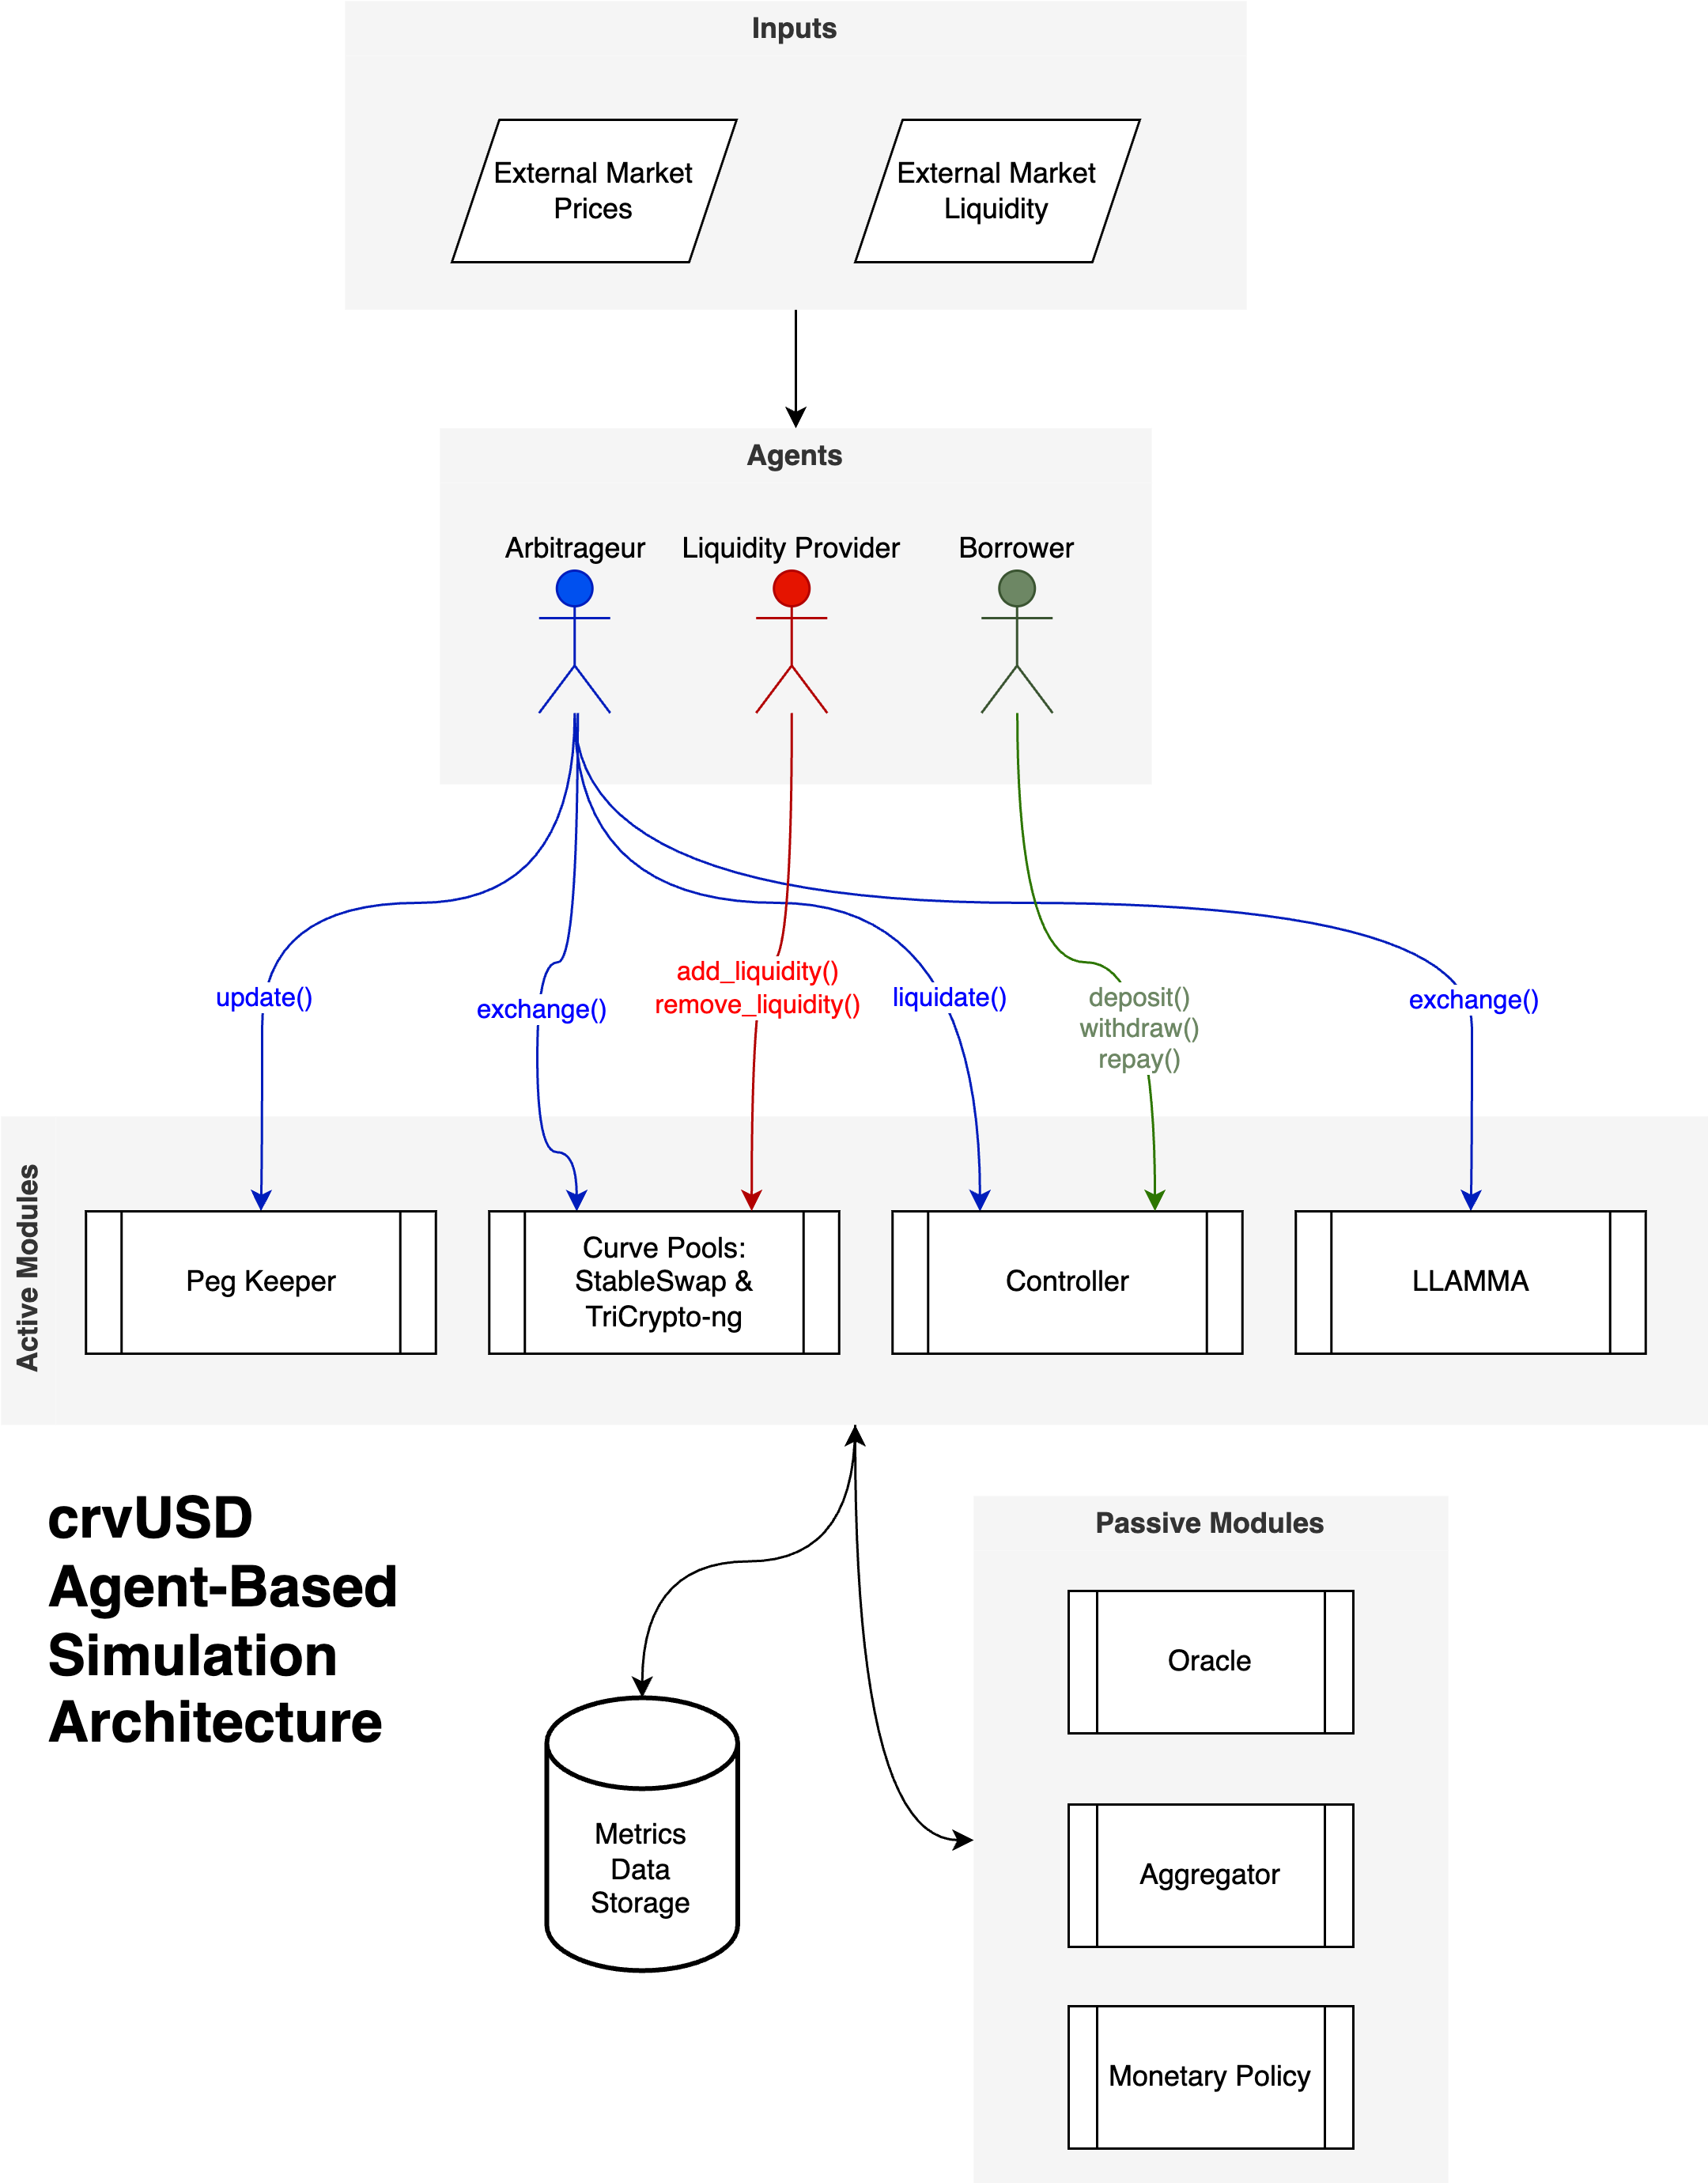 Inputs
External Market
Prices
External Market
Liquidity
Agents
Arbitrageur
Liquidity Provider
Borrower
update()
exchange()
add_liquidity()
remove_liquidity()
liquidate()
deposit()
withdraw()
repay()
exchange()
Active Modules
Peg Keeper
Curve Pools:
StableSwap &
TriCrypto-ng
Controller
LLAMMA
crvUSD
Agent-Based
Simulation
Architecture
Metrics
Data
Storage
Passive Modules
Oracle
Aggregator
Monetary Policy